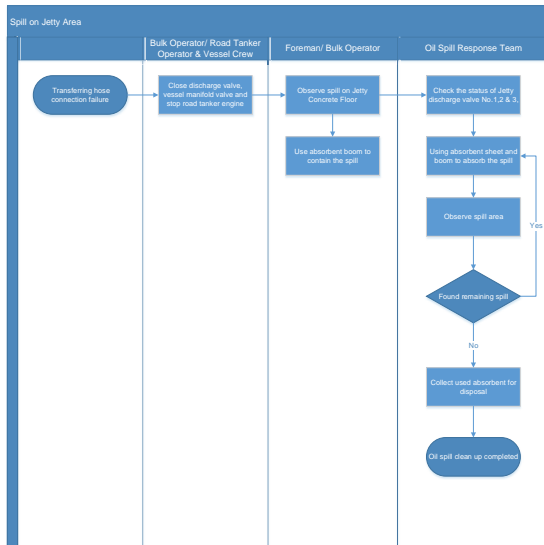 Spill on Jetty Area
Bulk Operator/ Road Tanker
Operator & Vessel Crew
Foreman/ Bulk Operator
Oil Spill Response Team
Transferring hose
connection failure
Close discharge valve,
vessel manifold valve and
stop road tanker engine
Observe spill on Jetty
Concrete Floor
Check the status of Jetty
discharge valve No.1,2 & 3,
Use absorbent boom to
contain the spill
Using absorbent sheet and
boom to absorb the spill
Observe spill area
Yes
Found remaining spill
No
Collect used absorbent for
disposal
Oil spill clean up completed